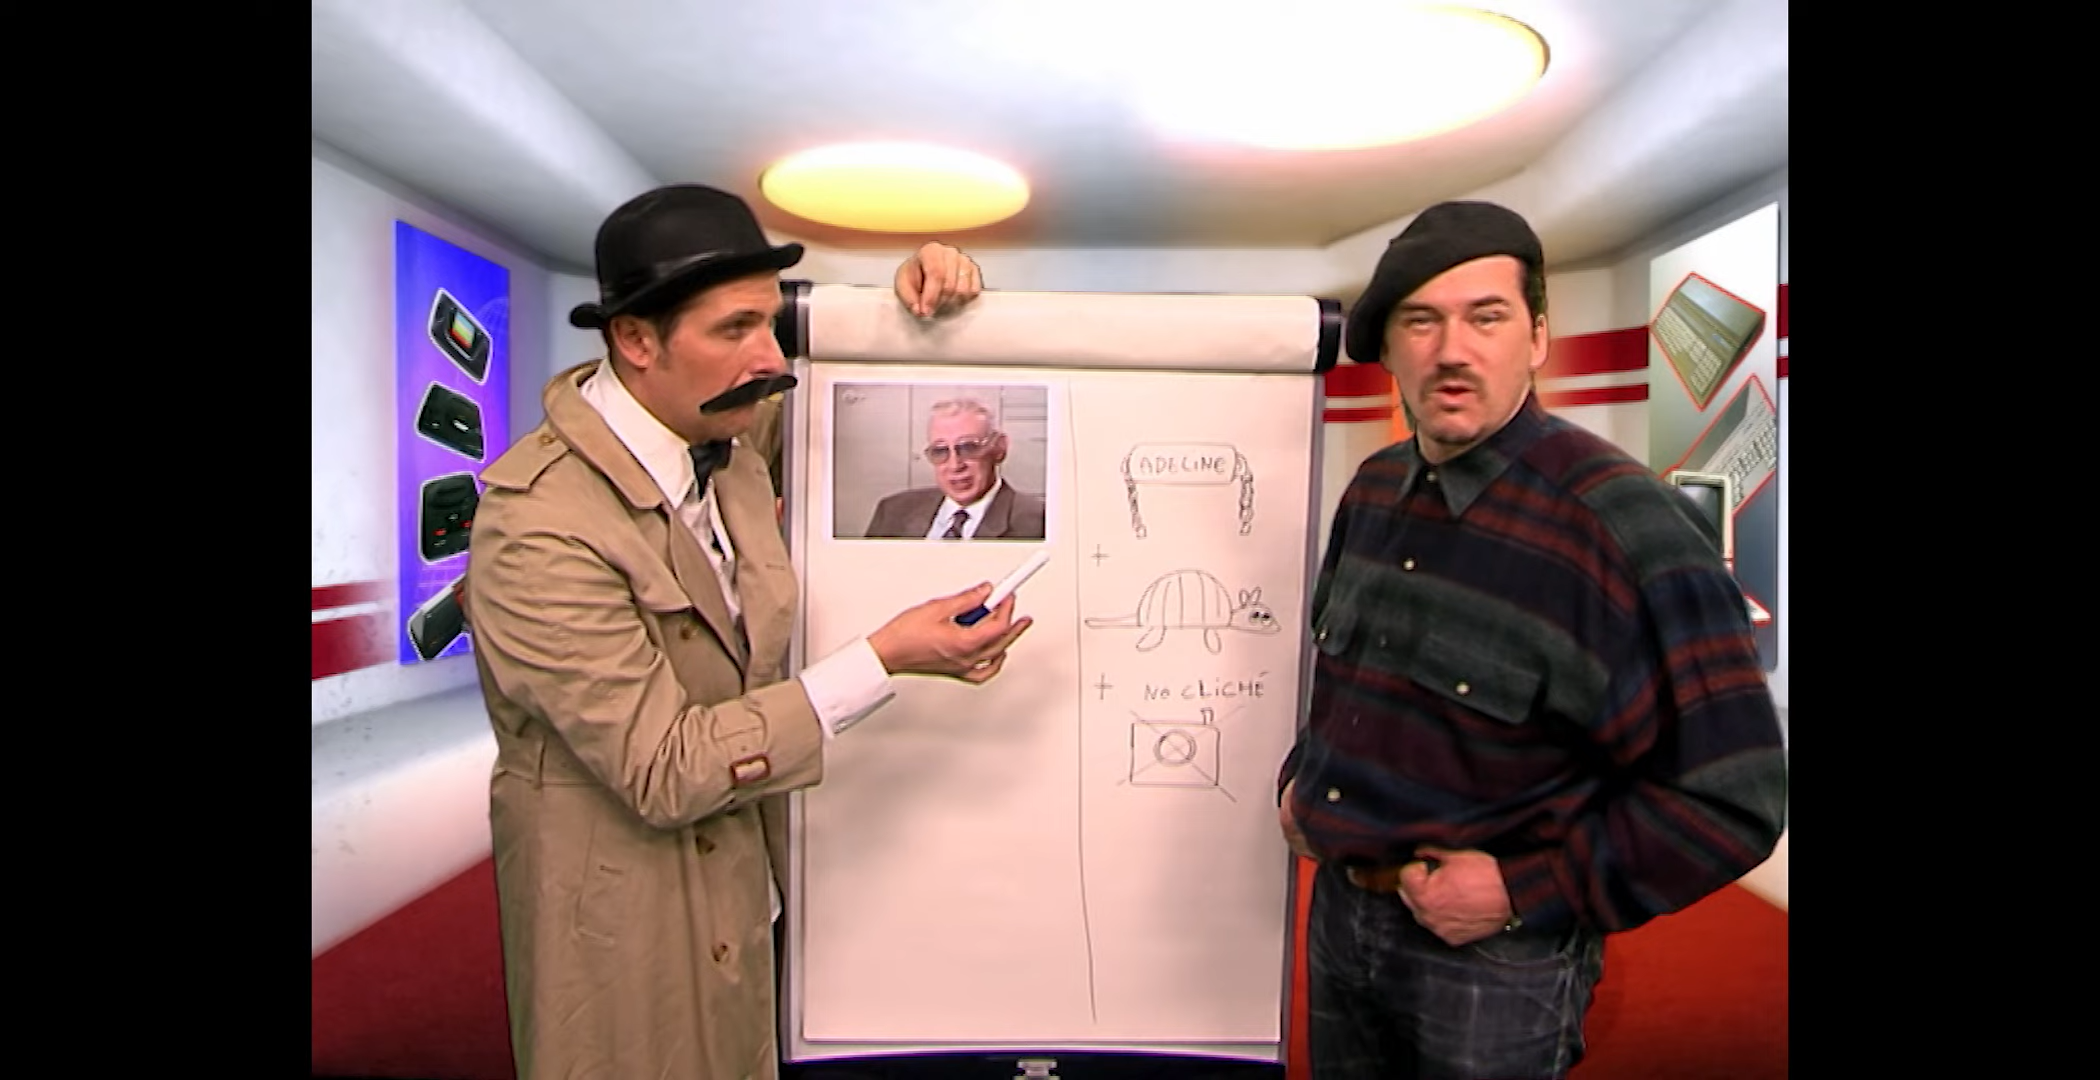 ADELINE
+
+ NO CLICHÉ